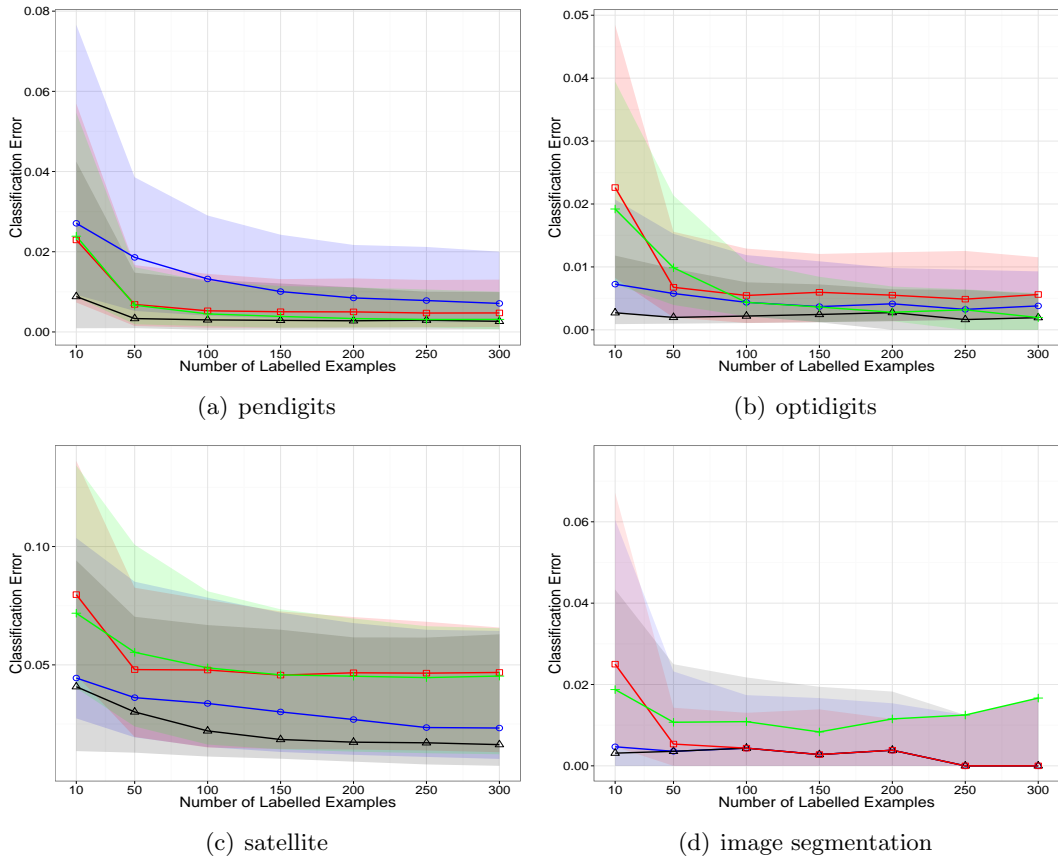 0.08
0.06
0.04
0.02
0.00
Classification Error
10 50 100 150 200 250 300
Number of Labelled Examples
(a) pendigits
0.05
0.04
0.03
0.02
0.01
0.00
Classification Error
10 50 100 150 200 250 300
Number of Labelled Examples
(b) optidigits
0.10
0.05
Classification Error
10 50 100 150 200 250 300
Number of Labelled Examples
(c) satellite
0.06
0.04
0.02
0.00
Classification Error
10 50 100 150 200 250 300
Number of Labelled Examples
(d) image segmentation